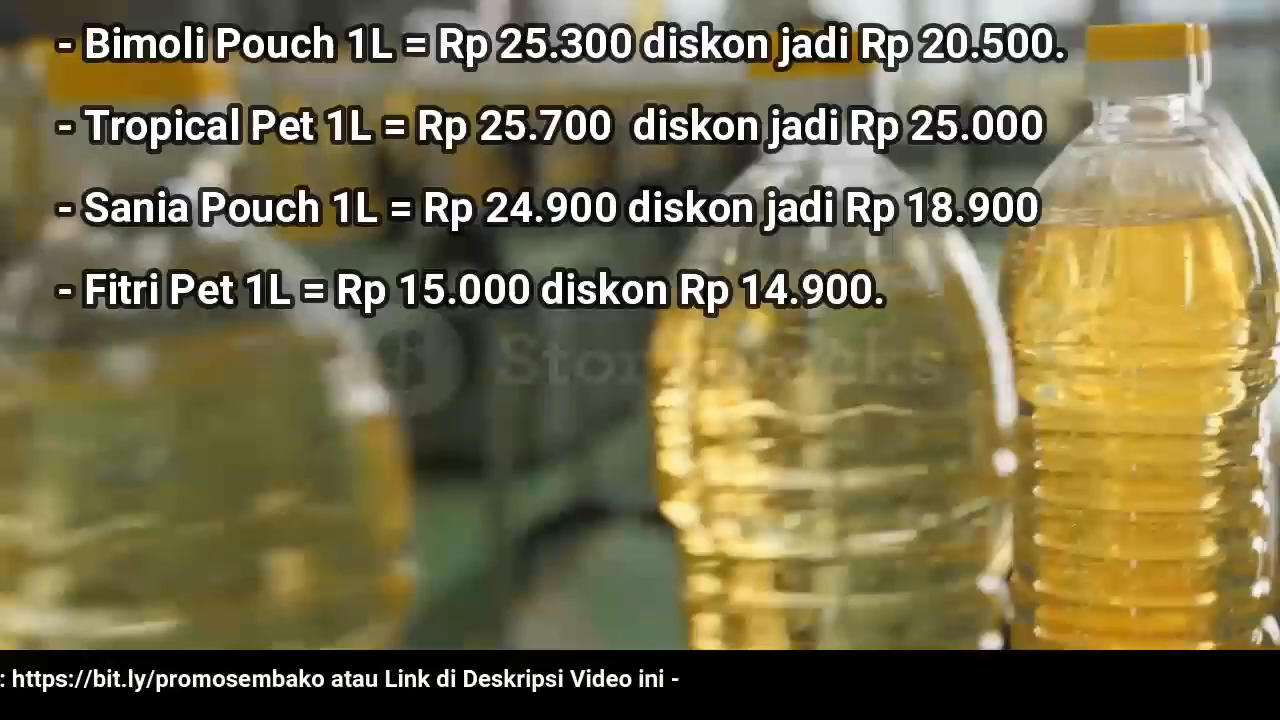 - Bimoli Pouch 1L = Rp 25.300 diskon jadi Rp 20.500.
- Tropical Pet 1L = Rp 25.700  diskon jadi Rp 25.000
- Sania Pouch 1L = Rp 24.900 diskon jadi Rp 18.900
- Fitri Pet 1L = Rp 15.000 diskon Rp 14.900.
: https://bit.ly/promosembako atau Link di Deskripsi Video ini -